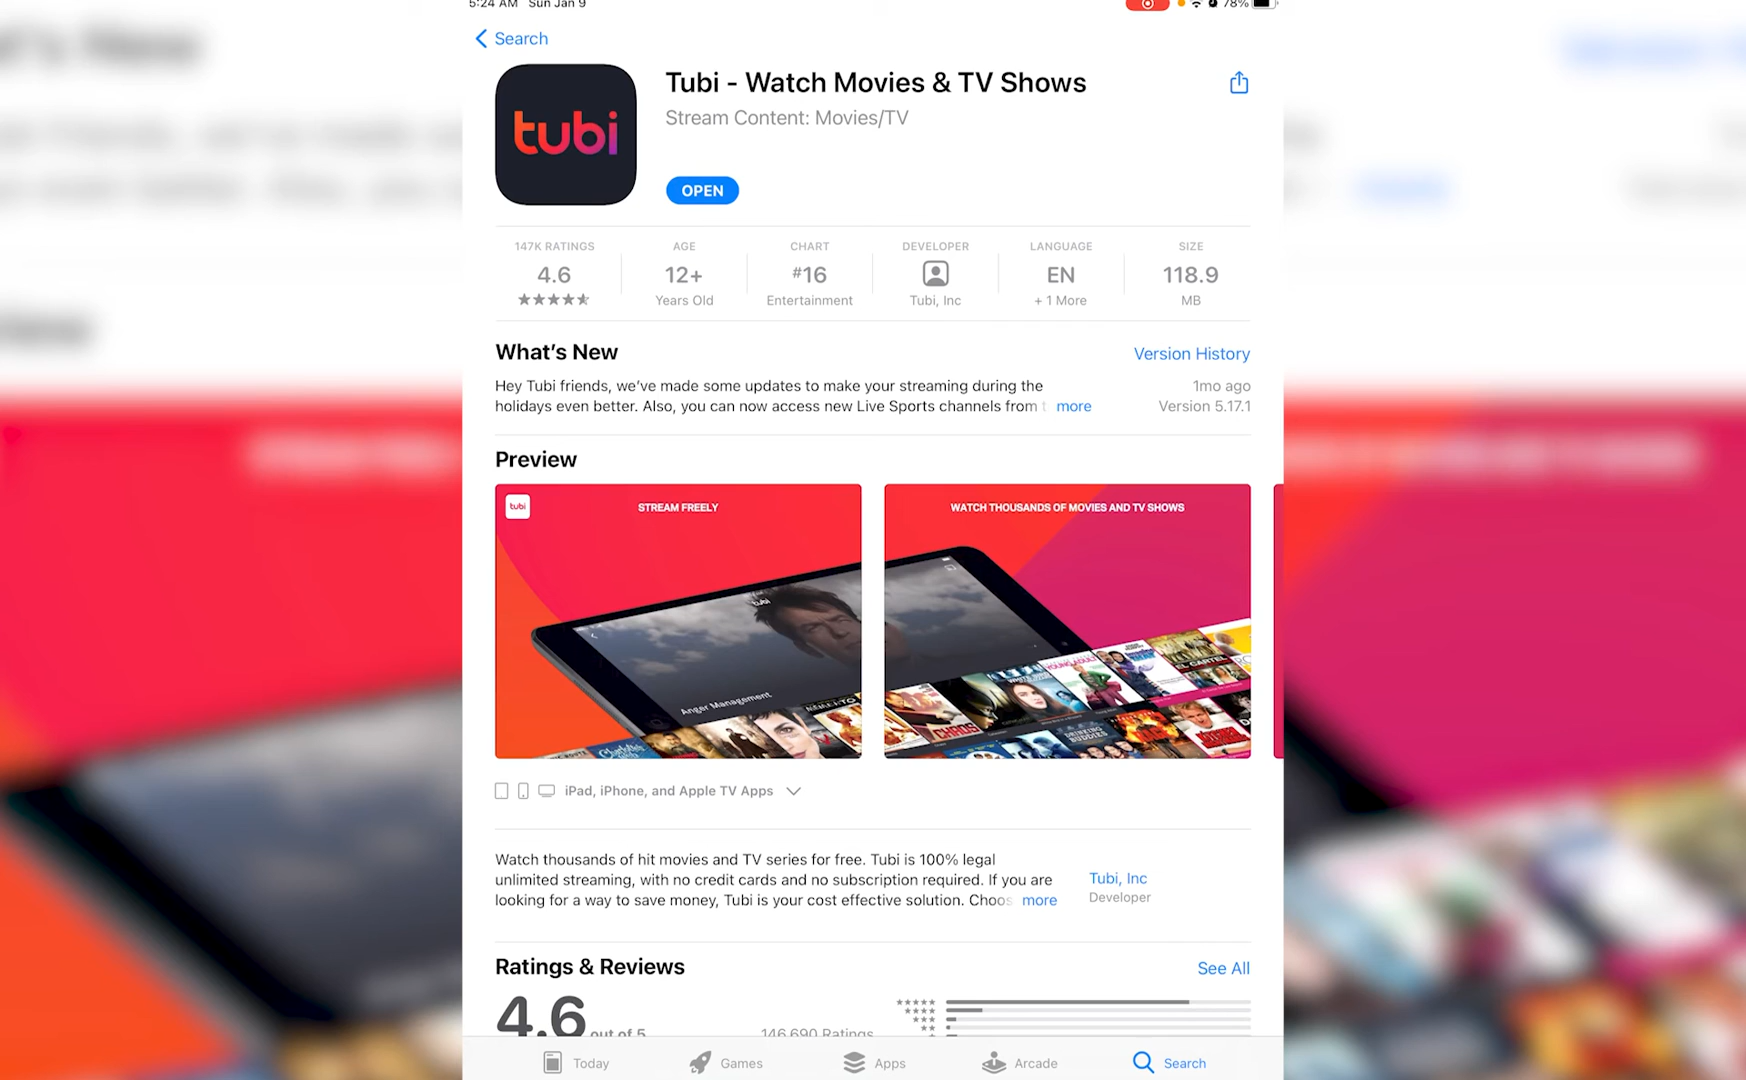 5:24 AM Sun Jan 9
78%
Search
tubi
Tubi - Watch Movies & TV Shows
Stream Content: Movies/TV
OPEN
147K RATINGS
4.6
AGE
12+
Years Old
CHART
#16
Entertainment
DEVELOPER
Tubi, Inc
LANGUAGE
EN
+ 1 More
SIZE
118.9
MB
What's New
Version History
Hey Tubi friends, we've made some updates to make your streaming during the
1mo ago
holidays even better. Also, you can now access new Live Sports channels from t more
Version 5.17.1
Preview
tubi
STREAM FREELY
tubi
Anger Management
MEMENTO
WATCH THOUSANDS OF MOVIES AND TV SHOWS
YOUNG ADULT
CARTEL
CHAOS
DRINKING
BUDDIES
iPad, iPhone, and Apple TV Apps
Watch thousands of hit movies and TV series for free. Tubi is 100% legal
unlimited streaming, with no credit cards and no subscription required. If you are
looking for a way to save money, Tubi is your cost effective solution. Choos more
Tubi, Inc
Developer
Ratings & Reviews
See All
4.6 out of 5
146,690 Ratings
Today
Games
Apps
Arcade
Search